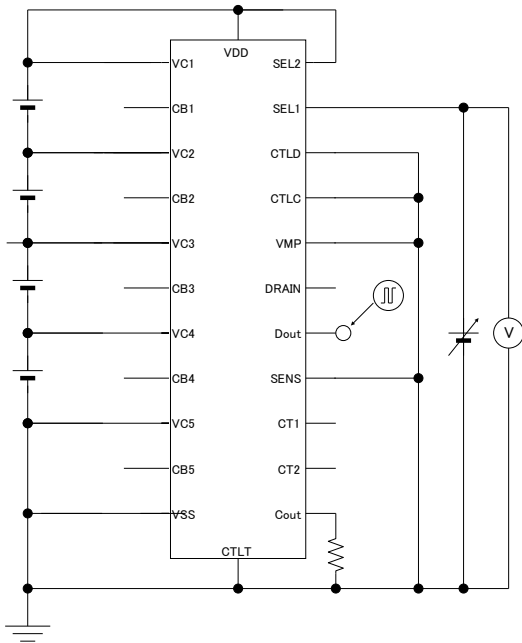 VDD
VC1
SEL2
CB1
SEL1
VC2
CTLD
CB2
CTLC
VC3
VMP
CB3
DRAIN
VC4
Dout
V
CB4
SENS
VC5
CT1
CB5
CT2
VSS
Cout
CTLT